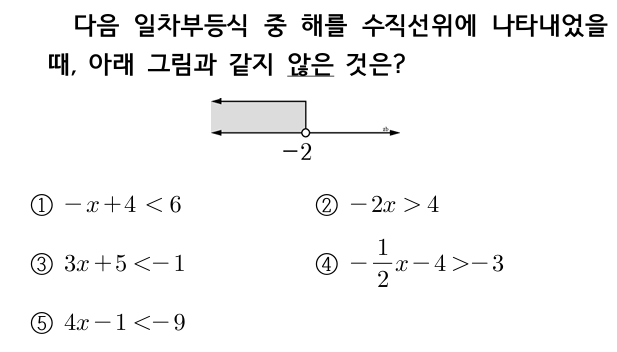 다음 일차부등식 중 해를 수직선위에 나타내었을
때, 아래 그림과 같지 않은 것은?
−2
① −x+4 < 6
② −2x > 4
③ 3x+5 <−1
④ −1/2x−4 >−3
⑤ 4x−1 <−9